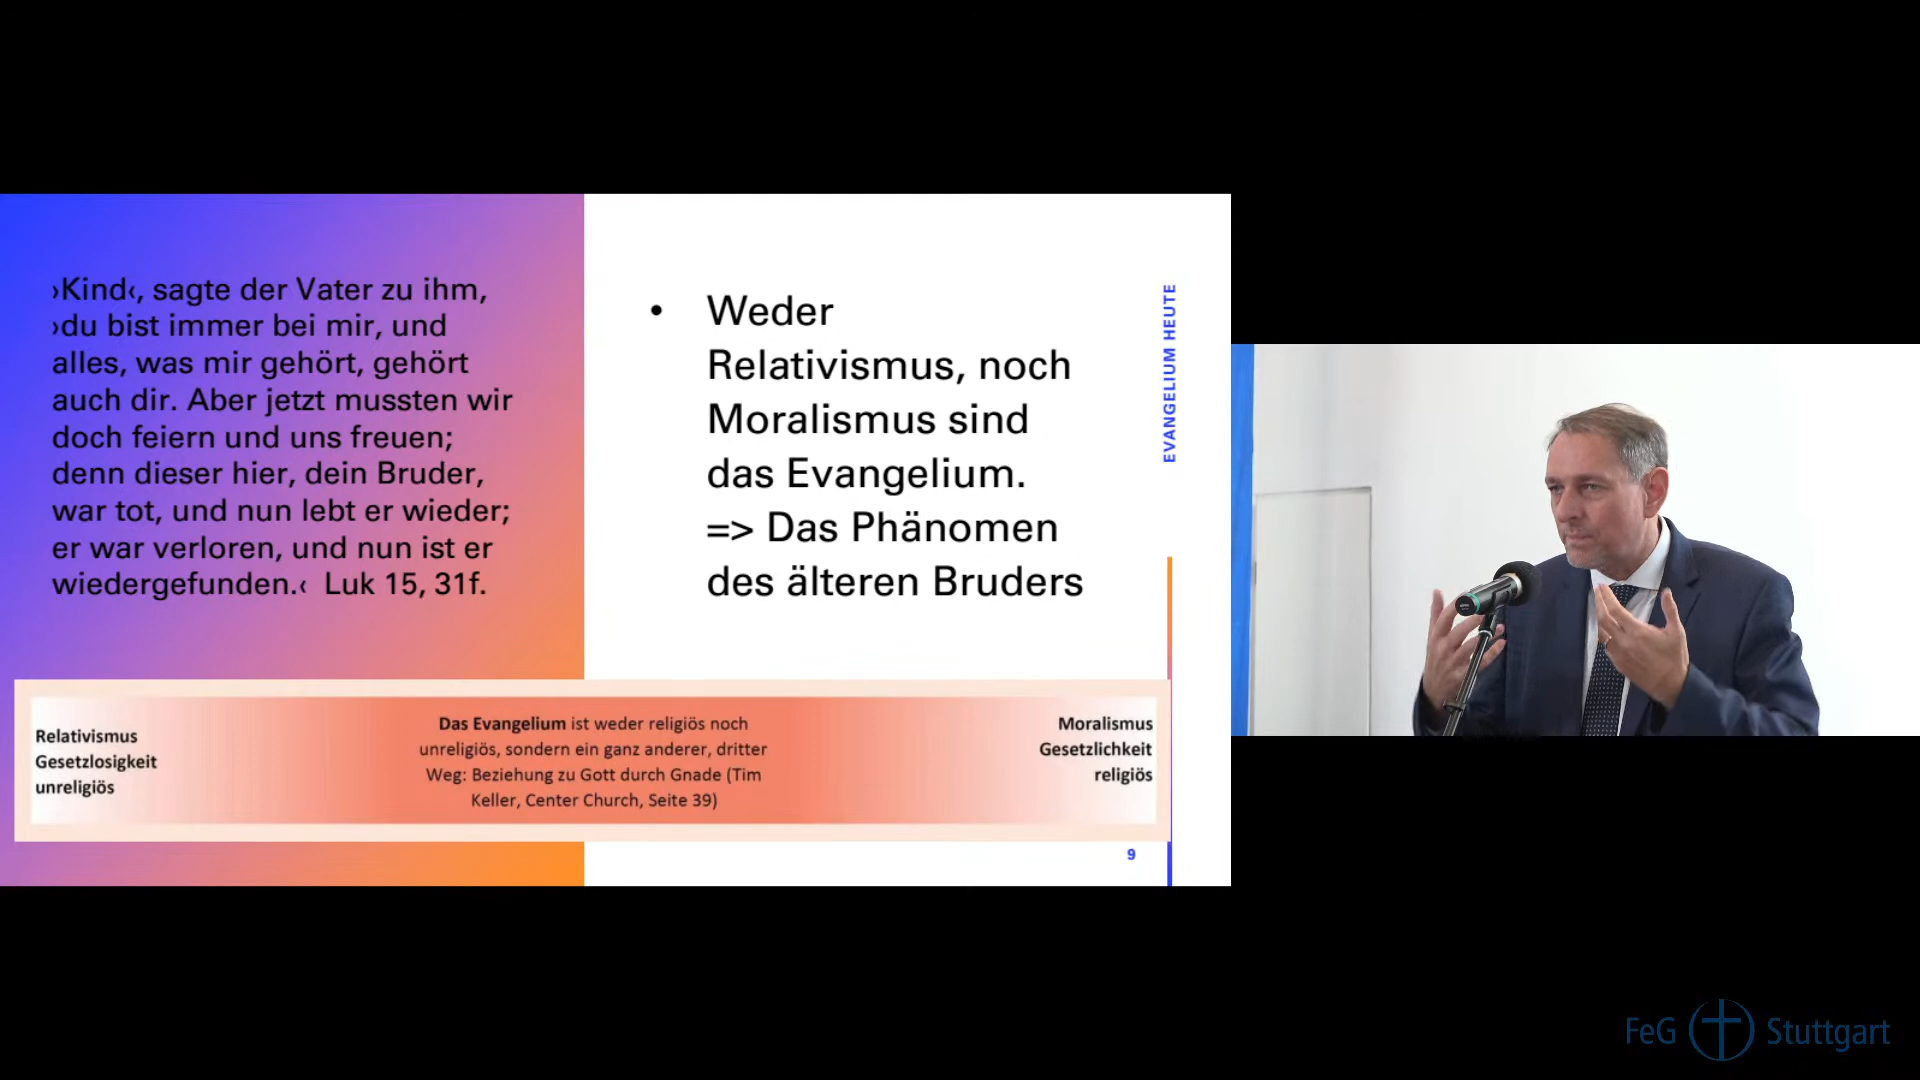 ›Kind‹, sagte der Vater zu ihm,
›du bist immer bei mir, und
alles, was mir gehört, gehört
auch dir. Aber jetzt mussten wir
doch feiern und uns freuen;
denn dieser hier, dein Bruder,
war tot, und nun lebt er wieder;
er war verloren, und nun ist er
wiedergefunden.‹  Luk 15, 31f.
• Weder
Relativismus, noch
Moralismus sind
das Evangelium.
=> Das Phänomen
des älteren Bruders
EVANGELIUM HEUTE
Relativismus
Gesetzlosigkeit
unreligiös
Das Evangelium ist weder religiös noch
unreligiös, sondern ein ganz anderer, dritter
Weg: Beziehung zu Gott durch Gnade (Tim
Keller, Center Church, Seite 39)
Moralismus
Gesetzlichkeit
religiös
9
FeG Stuttgart